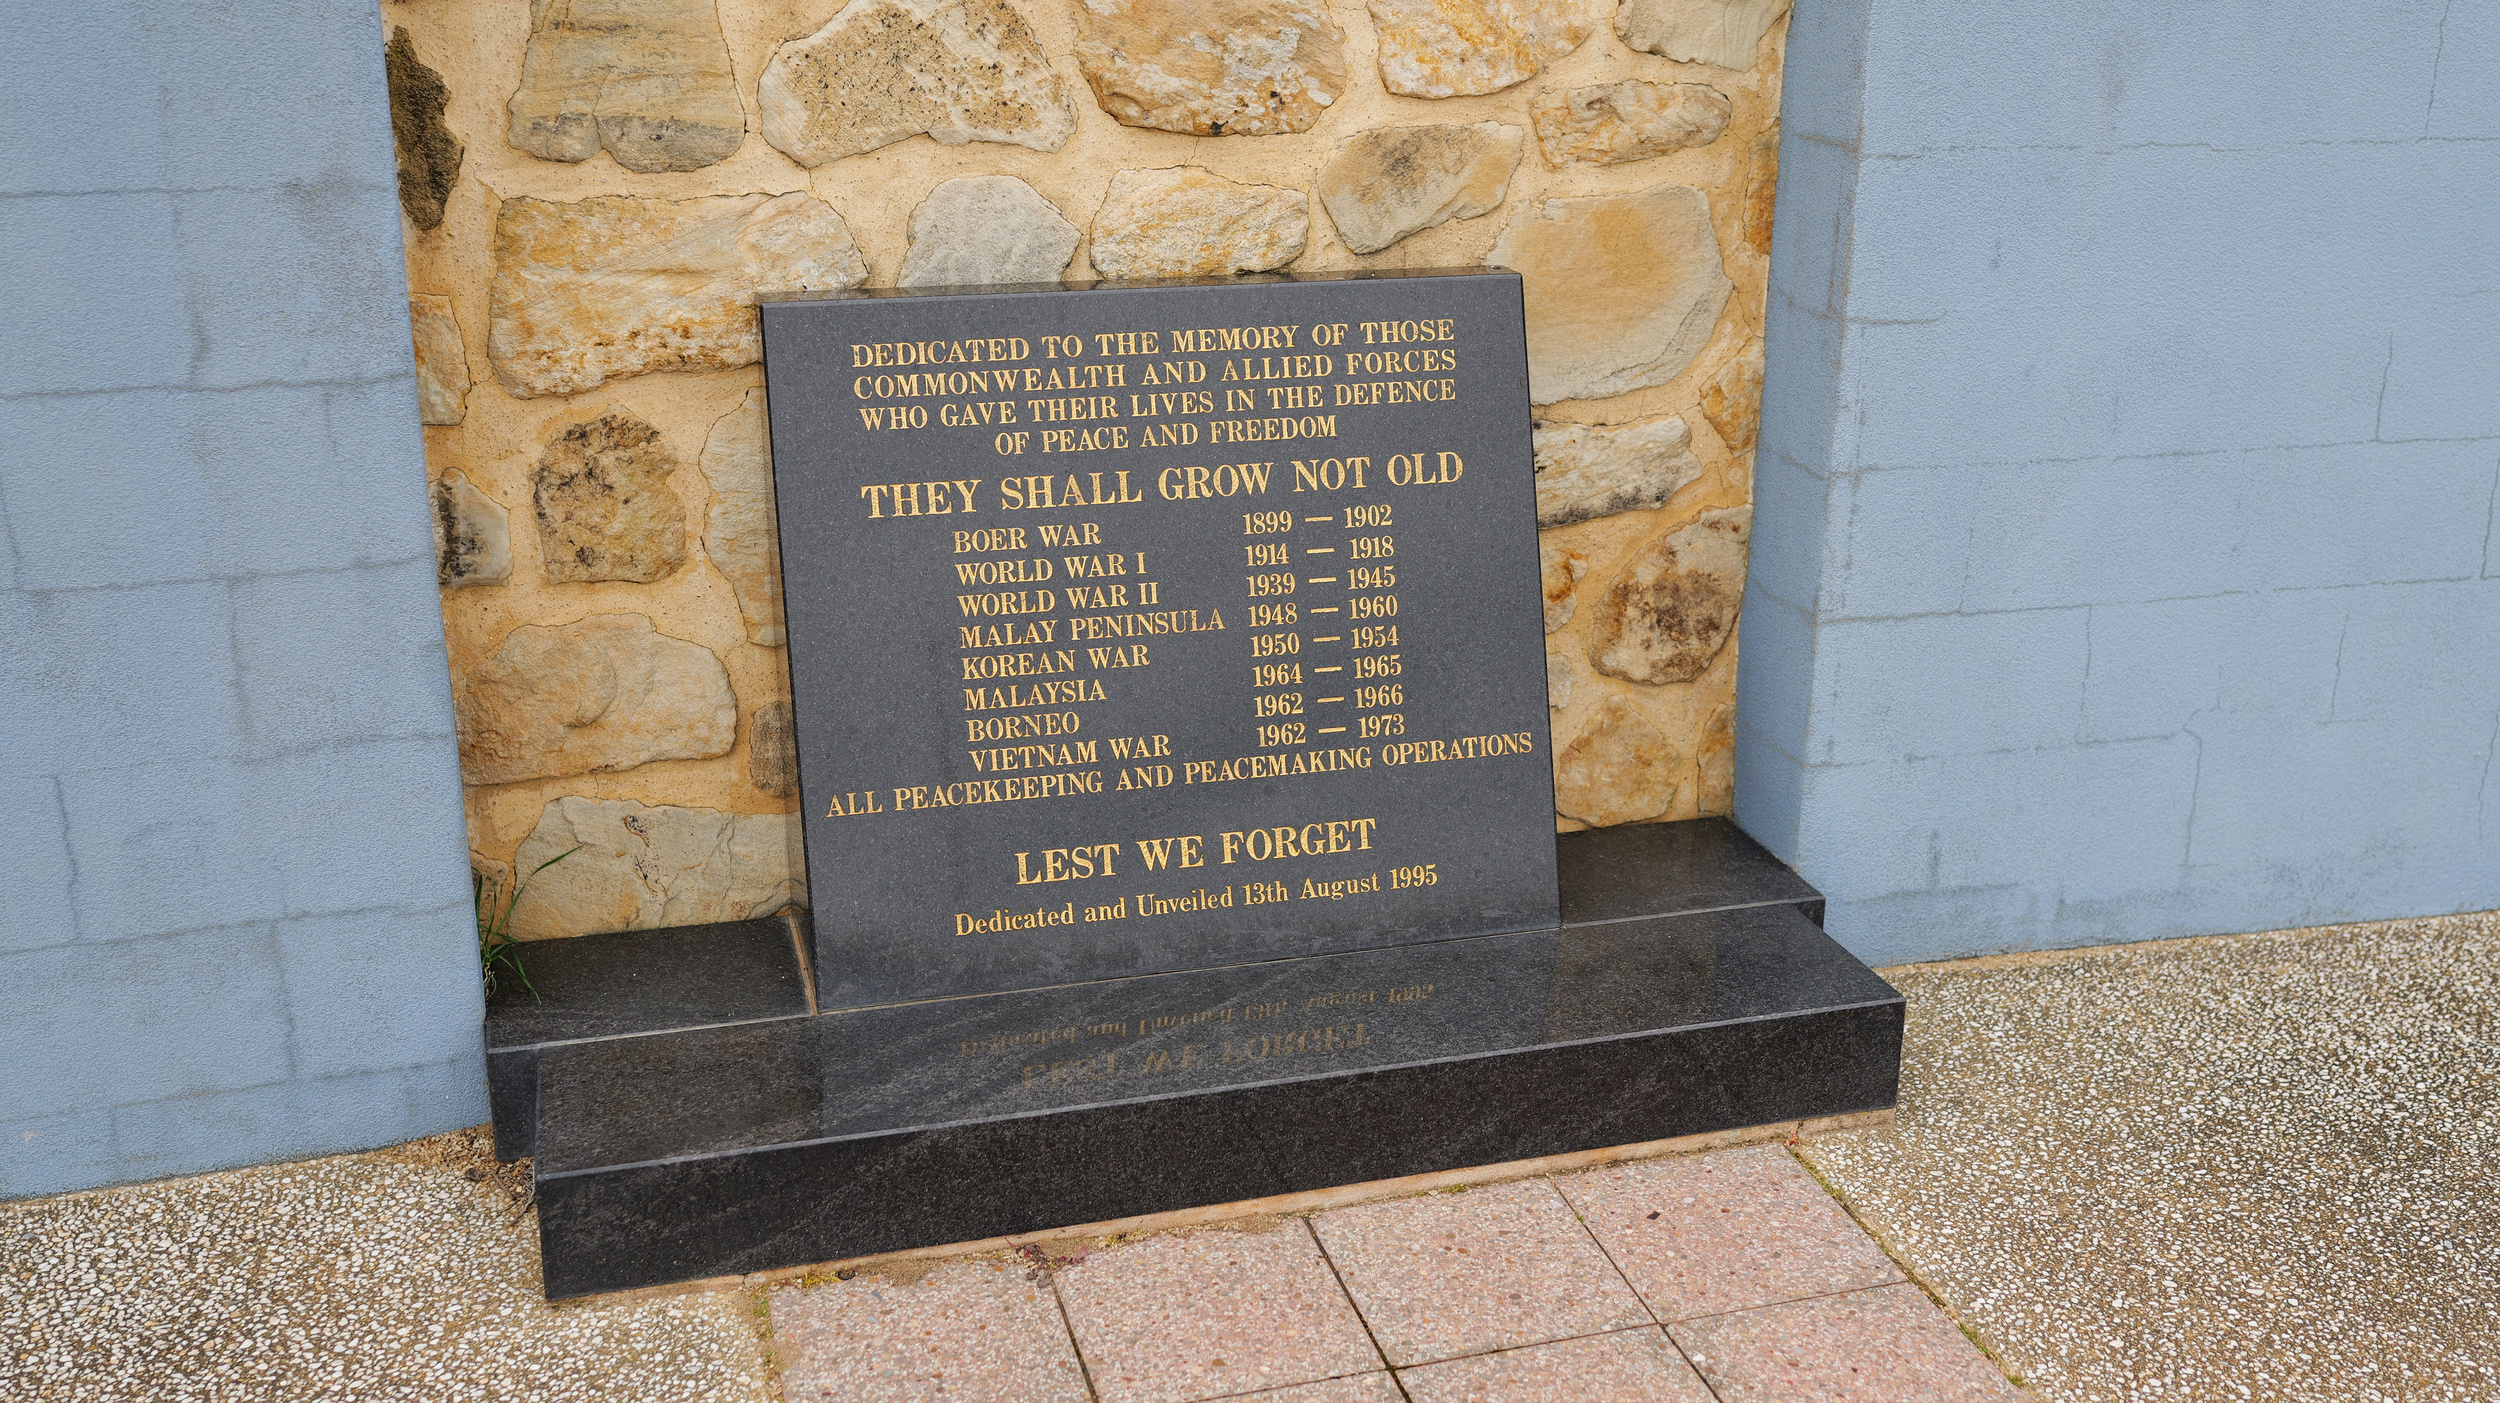 DEDICATED TO THE MEMORY OF THOSE
COMMONWEALTH AND ALLIED FORCES
WHO GAVE THEIR LIVES IN THE DEFENCE
OF PEACE AND FREEDOM
THEY SHALL GROW NOT OLD
BOER WAR 1899 — 1902
WORLD WAR I 1914 — 1918
WORLD WAR II 1939 — 1945
MALAY PENINSULA 1948 — 1960
KOREAN WAR 1950 — 1954
MALAYSIA 1964 — 1965
BORNEO 1962 — 1966
VIETNAM WAR 1962 — 1973
ALL PEACEKEEPING AND PEACEMAKING OPERATIONS
LEST WE FORGET
Dedicated and Unveiled 13th August 1995